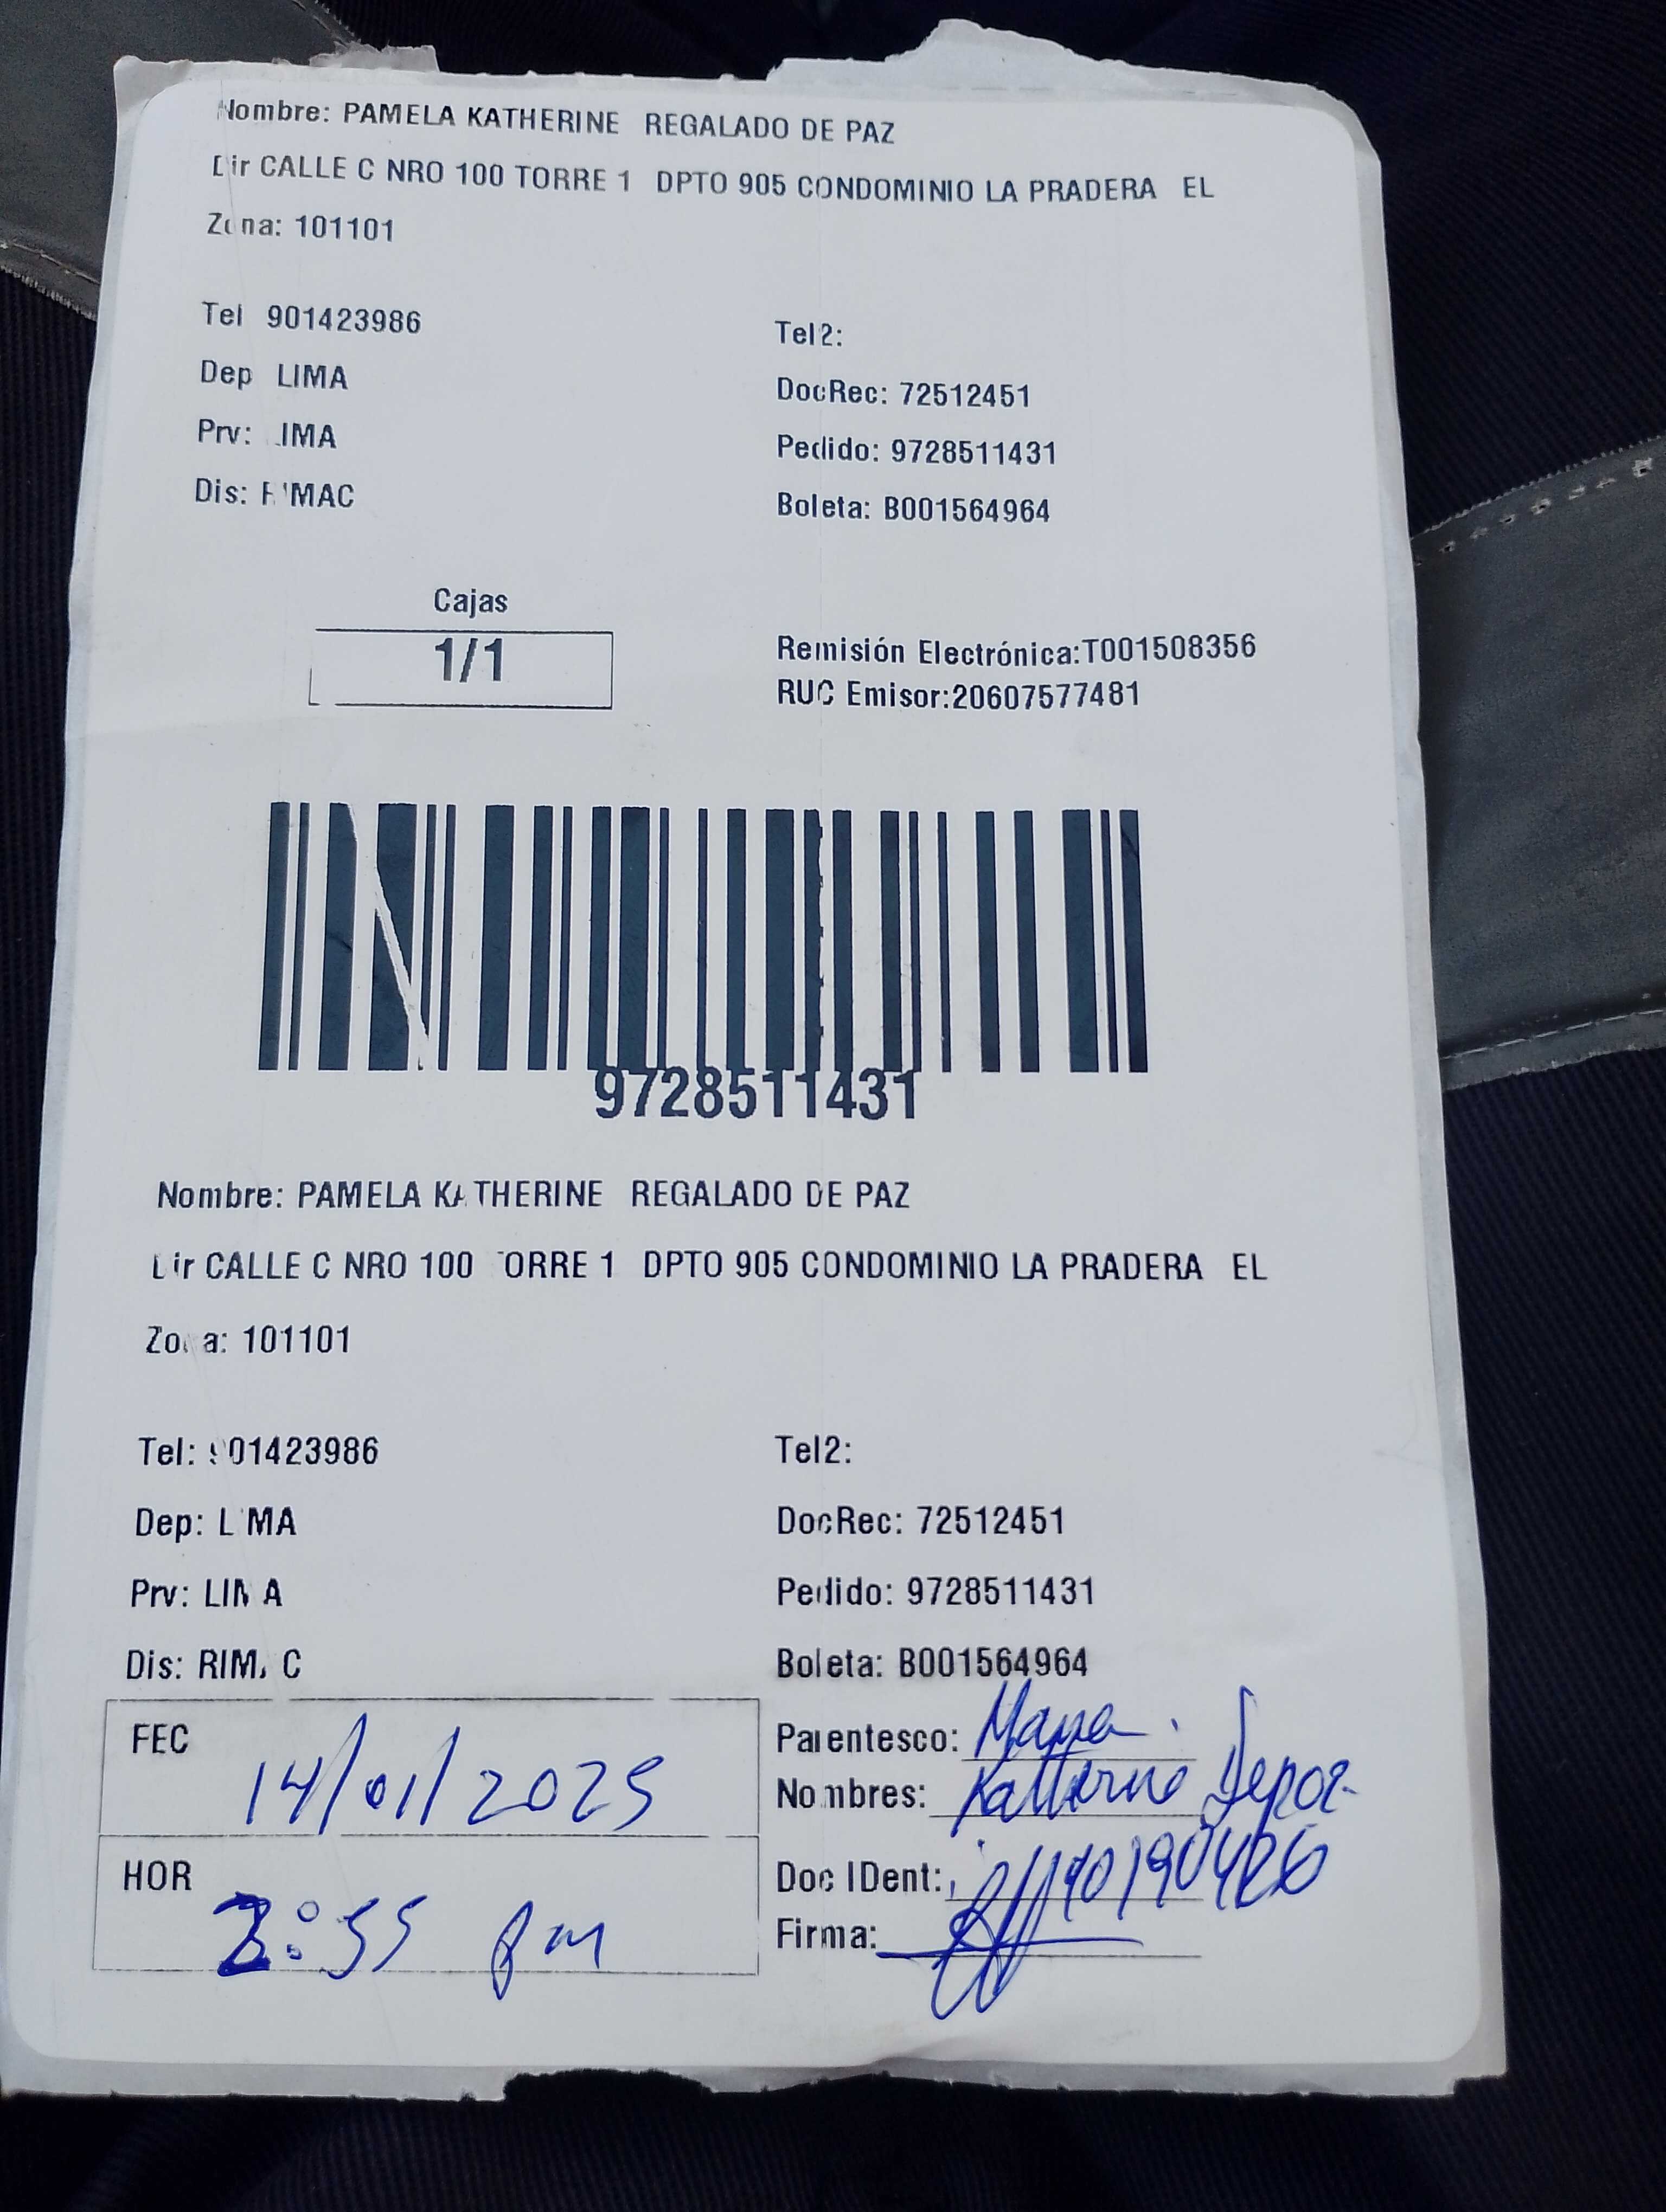 Nombre: PAMELA KATHERINE REGALADO DE PAZ
Dir CALLE C NRO 100 TORRE 1 DPTO 905 CONDOMINIO LA PRADERA EL
Zona: 101101
Tel 901423986 Tel2:
Dep LIMA DocRec: 72512451
Prv: LIMA Pedido: 9728511431
Dis: RIMAC Boleta: B001564964
Cajas
1/1
Remisión Electrónica:T001508356
RUC Emisor:20607577481
9728511431
Nombre: PAMELA KATHERINE REGALADO DE PAZ
Dir CALLE C NRO 100 TORRE 1 DPTO 905 CONDOMINIO LA PRADERA EL
Zona: 101101
Tel: 901423986 Tel2:
Dep: LIMA DocRec: 72512451
Prv: LIMA Pedido: 9728511431
Dis: RIMAC Boleta: B001564964
FEC 14/01/2025
Parentesco:
Nombres: Katterine
HOR :55 pm
Doc IDent:
Firma: